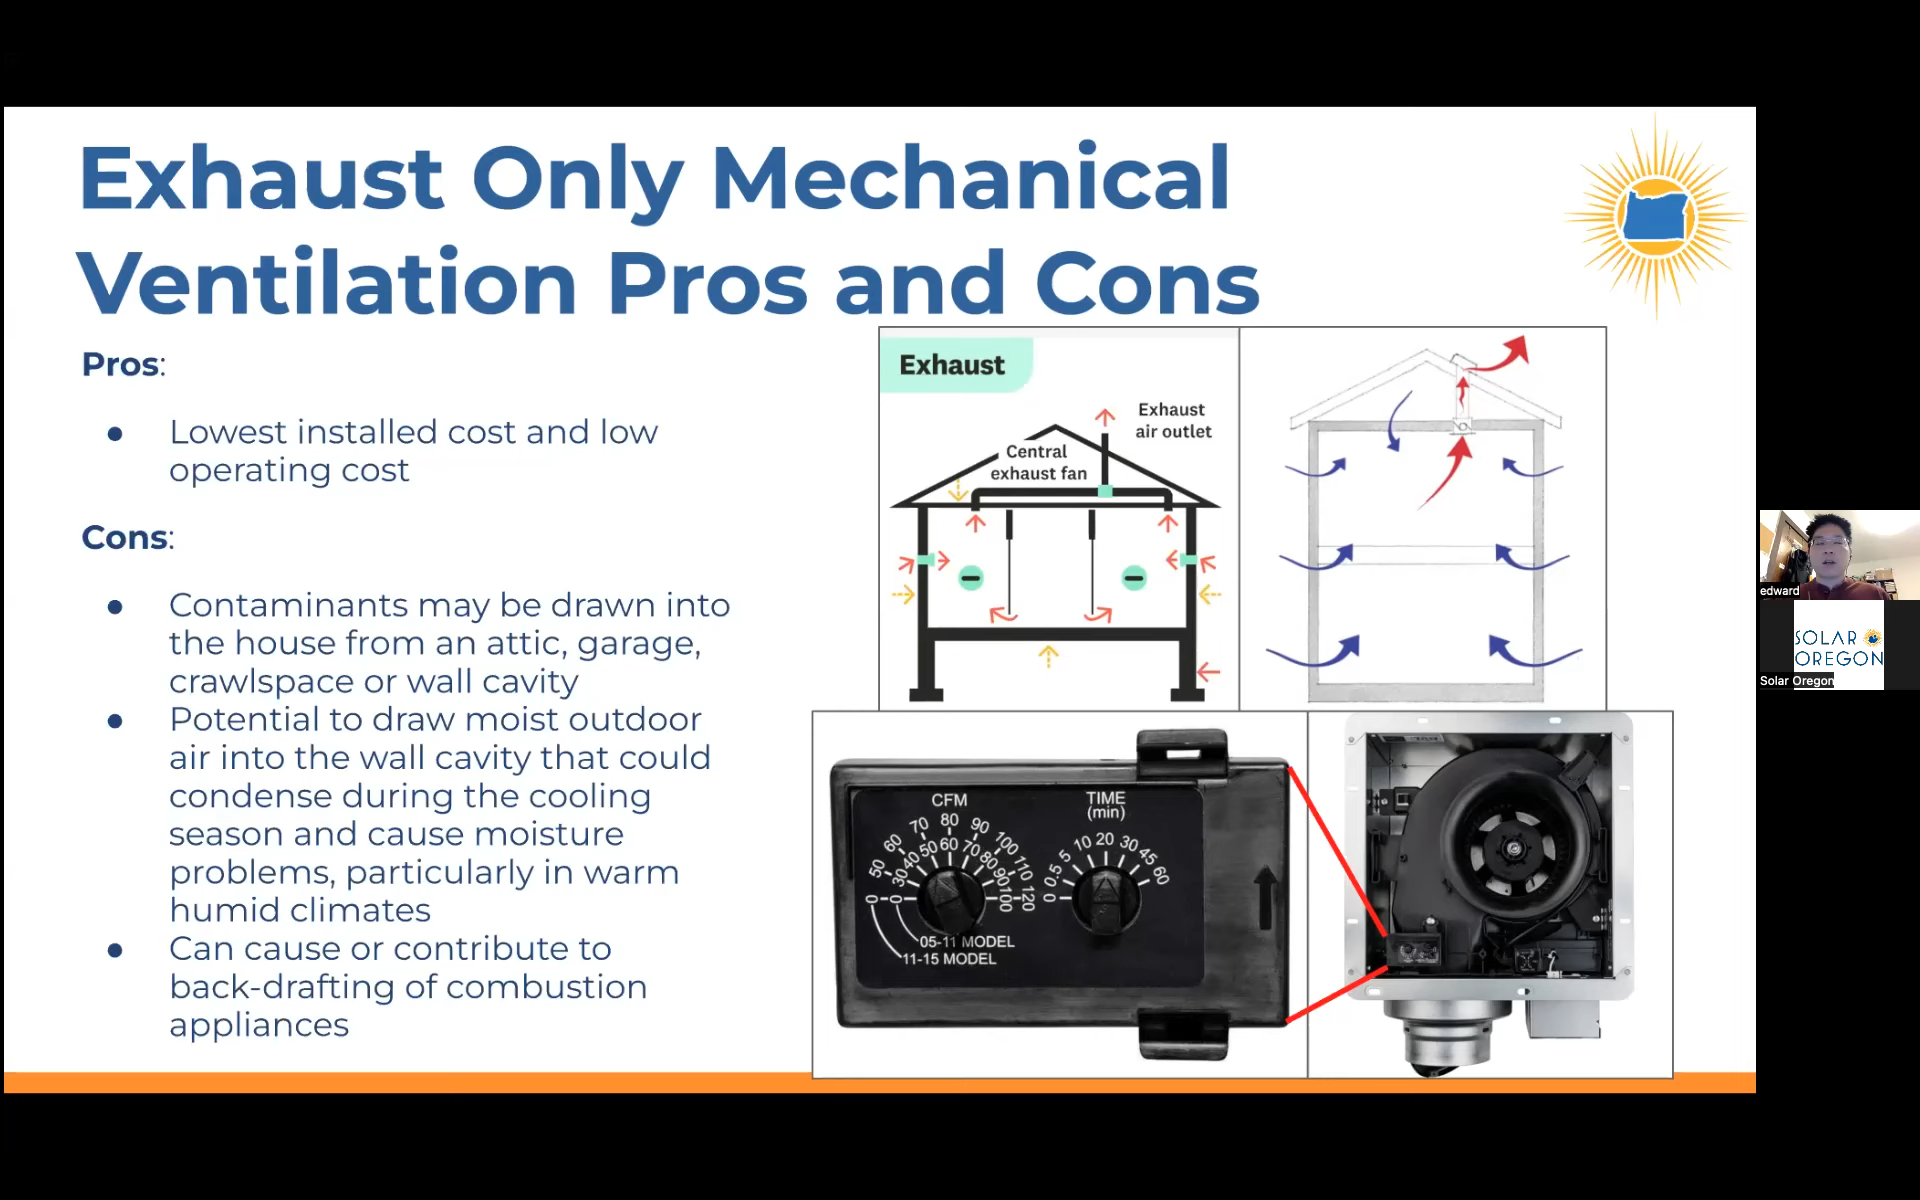 Exhaust Only Mechanical
Ventilation Pros and Cons
Pros:
● Lowest installed cost and low
operating cost
Cons:
● Contaminants may be drawn into
the house from an attic, garage,
crawlspace or wall cavity
● Potential to draw moist outdoor
air into the wall cavity that could
condense during the cooling
season and cause moisture
problems, particularly in warm
humid climates
● Can cause or contribute to
back-drafting of combustion
appliances
Exhaust
Exhaust
air outlet
Central
exhaust fan
CFM
0 50 60 70 80 90 100 110 120
0 30 40 50 60 70 80 90 100
05-11 MODEL
11-15 MODEL
TIME
(min)
0 0.5 5 10 20 30 45 60
edward
SOLAR
OREGON
Solar Oregon